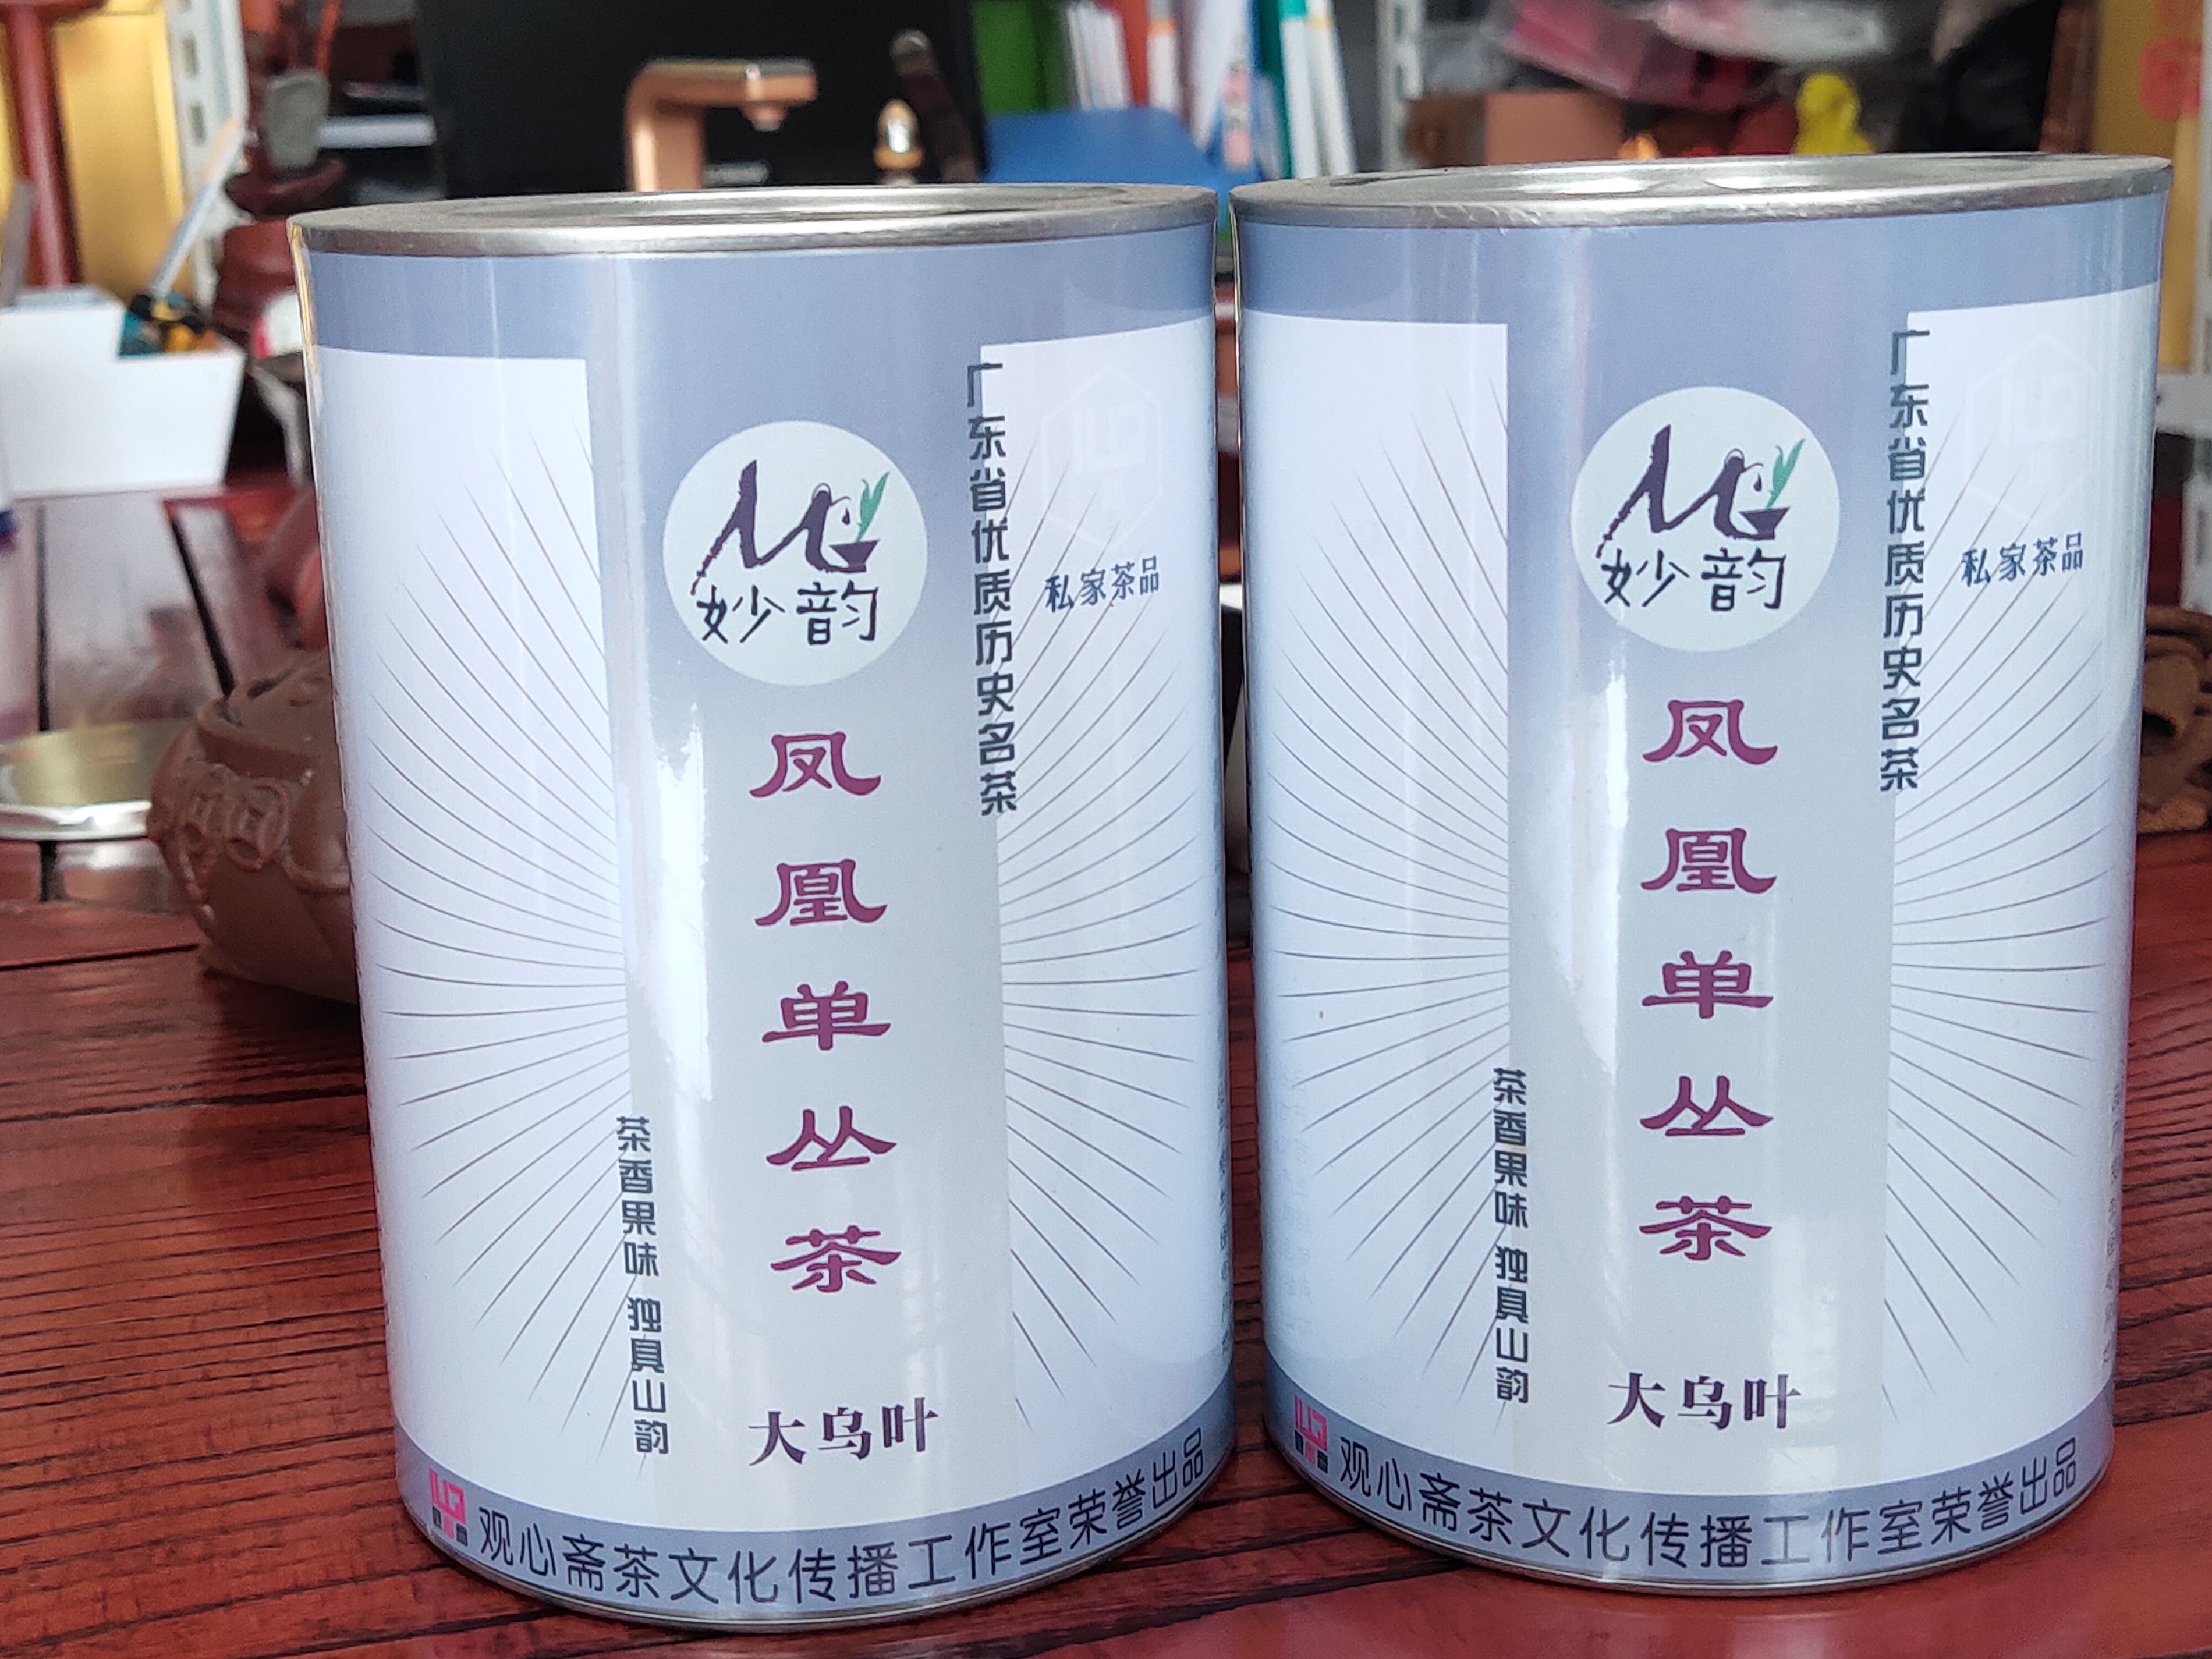 妙韵
广东省优质历史名茶
私家茶品
凤凰单丛茶
茶香果味 独具山韵
大乌叶
观心斋茶文化传播工作室荣誉出品
妙韵
广东省优质历史名茶
私家茶品
凤凰单丛茶
茶香果味 独具山韵
大乌叶
观心斋茶文化传播工作室荣誉出品